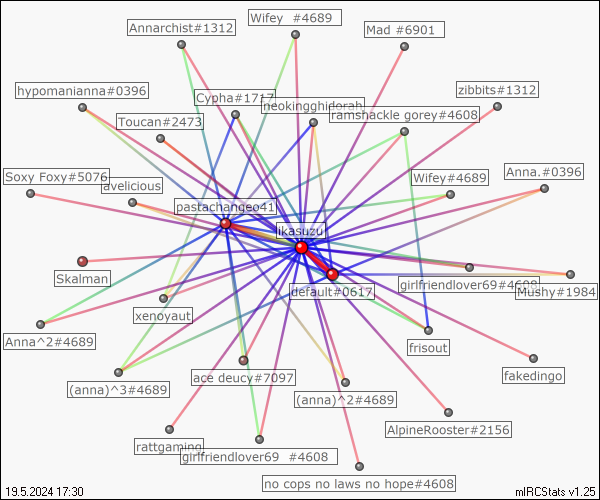 Wifey #4689
Annarchist#1312
Mad #6901
hypomanianna#0396
Cypha#1717
neokingghidorah
zibbits#1312
Toucan#2473
ramshackle gorey#4608
Soxy Foxy#5076
avelicious
Wifey#4689
Anna.#0396
pastachangeo41
ikasuzu
Skalman
default#0617
girlfriendlover69#4608
Mushy#1984
xenoyaut
Anna^2#4689
frisout
(anna)^3#4689
ace deucy#7097
(anna)^2#4689
fakedingo
rattgaming
girlfriendlover69 #4608
AlpineRooster#2156
no cops no laws no hope#4608
19.5.2024 17:30
mIRCStats v1.25